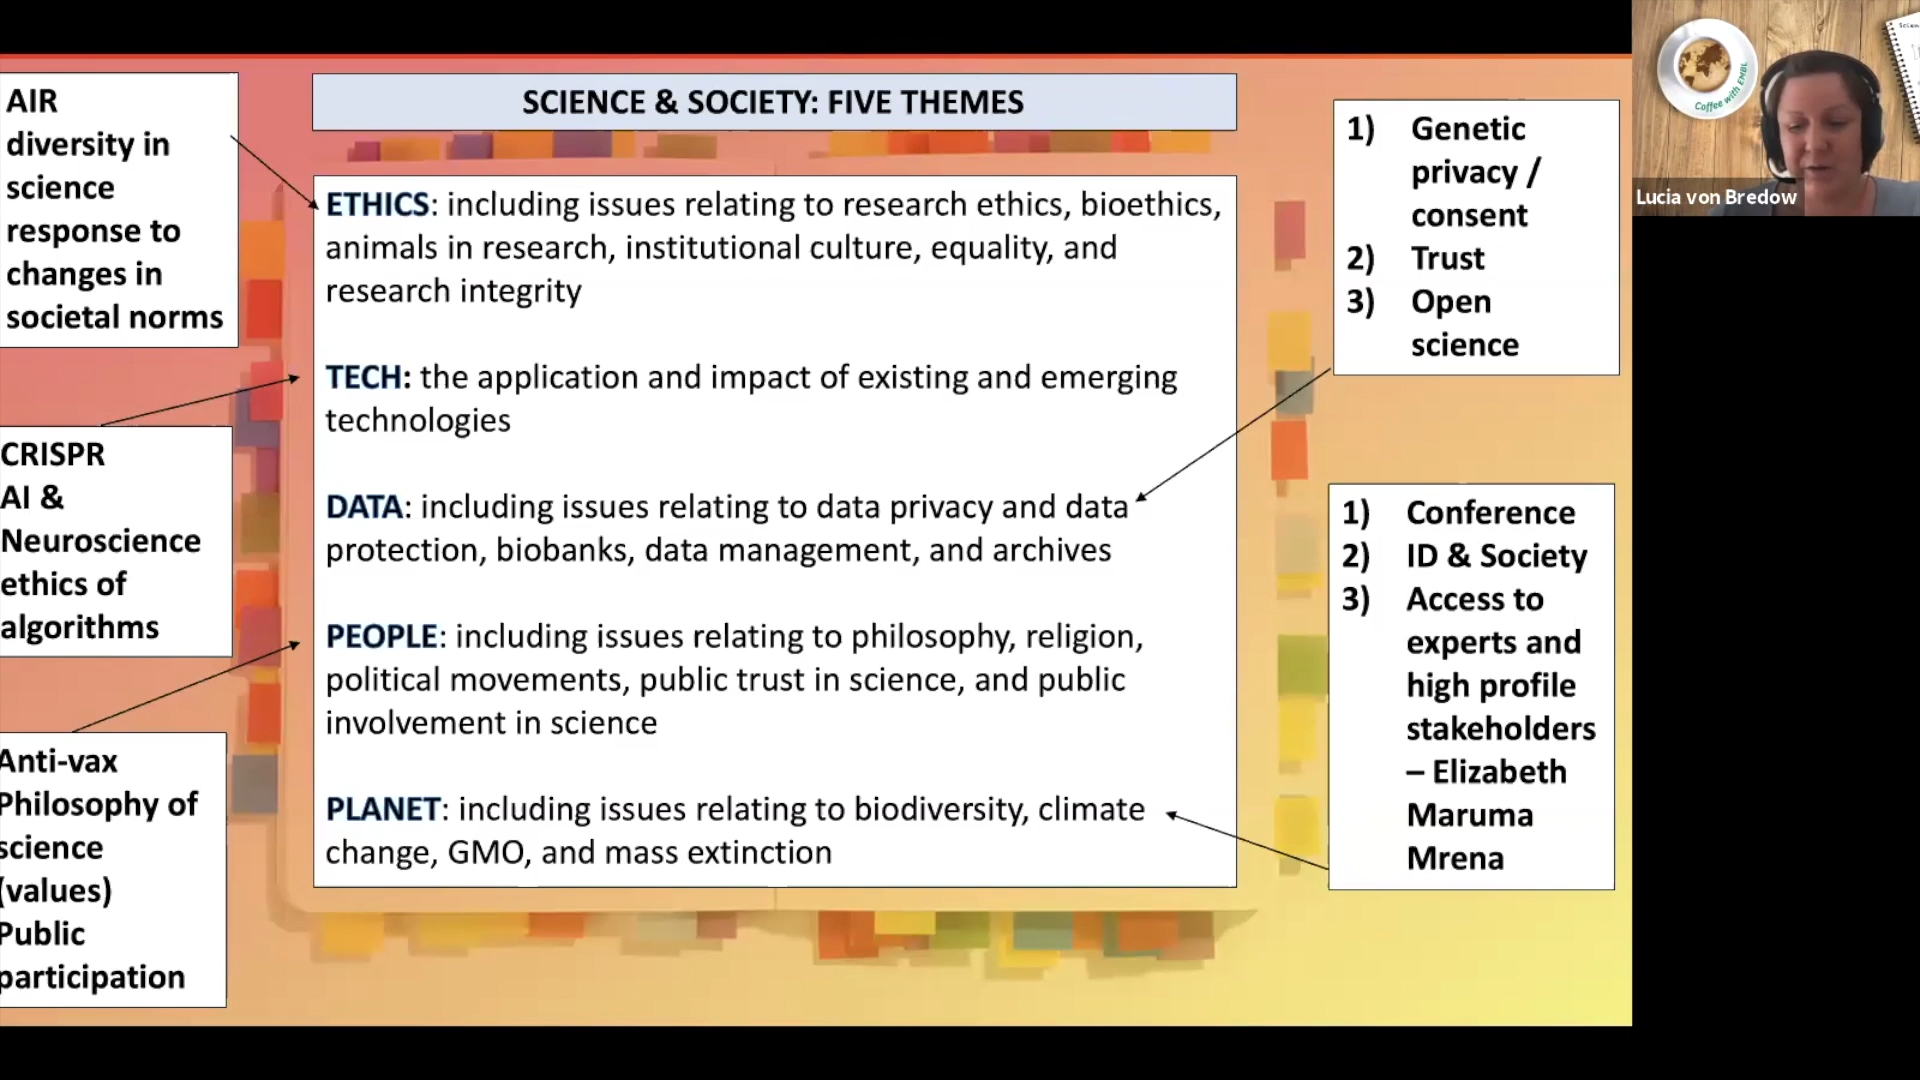 AIR
diversity in
science
response to
changes in
societal norms
CRISPR
AI &
Neuroscience
ethics of
algorithms
Anti-vax
Philosophy of
science
(values)
Public
participation
SCIENCE & SOCIETY: FIVE THEMES
ETHICS: including issues relating to research ethics, bioethics,
animals in research, institutional culture, equality, and
research integrity
TECH: the application and impact of existing and emerging
technologies
DATA: including issues relating to data privacy and data
protection, biobanks, data management, and archives
PEOPLE: including issues relating to philosophy, religion,
political movements, public trust in science, and public
involvement in science
PLANET: including issues relating to biodiversity, climate
change, GMO, and mass extinction
1) Genetic
privacy /
consent
2) Trust
3) Open
science
1) Conference
2) ID & Society
3) Access to
experts and
high profile
stakeholders
– Elizabeth
Maruma
Mrena
Coffee with EMBL
Lucia von Bredow